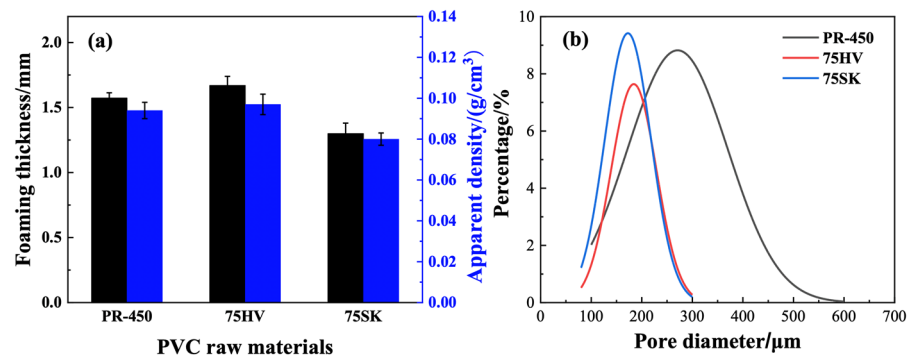 (a)
Foaming thickness/mm
2.0
1.5
1.0
0.5
0.0
PR-450
75HV
75SK
PVC raw materials
0.14
0.12
0.10
0.08
0.06
0.04
0.02
0.00
Apparent density/(g/cm³)
(b)
PR-450
75HV
75SK
Percentage/%
10
8
6
4
2
0
0
100
200
300
400
500
600
700
Pore diameter/μm